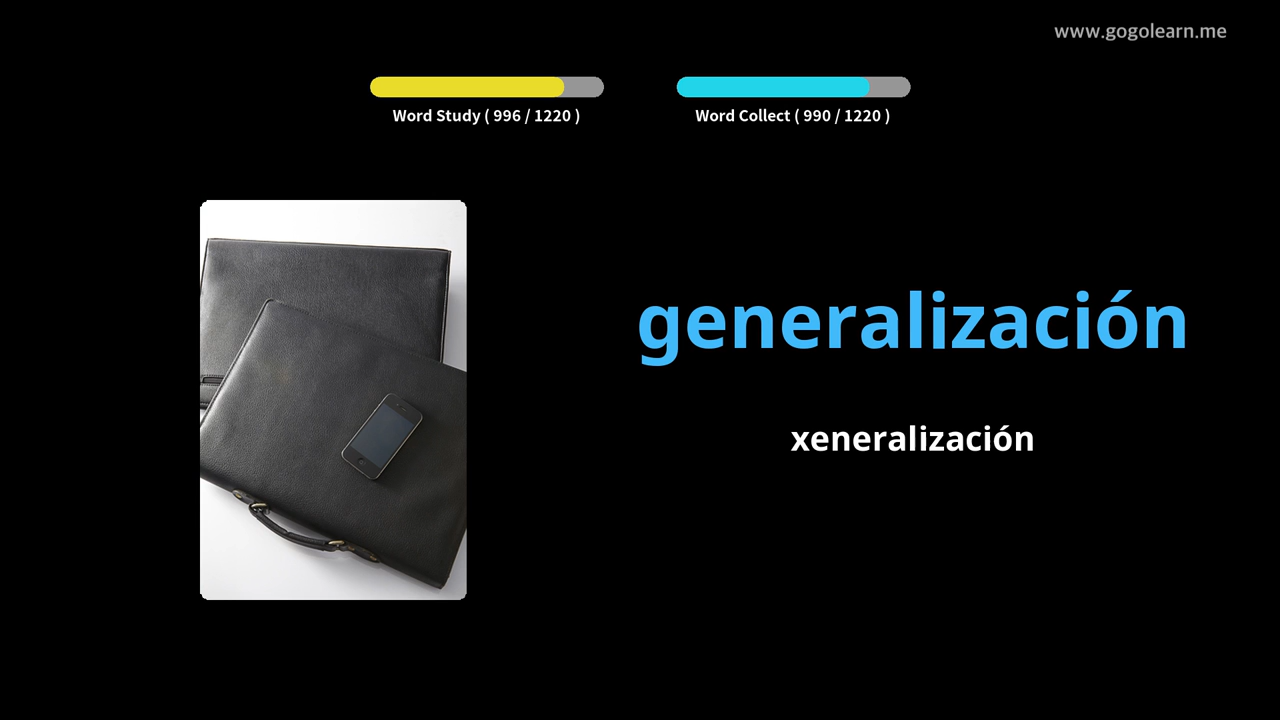 www.gogolearn.me
Word Study ( 996 / 1220 )
Word Collect ( 990 / 1220 )
generalización
xeneralización